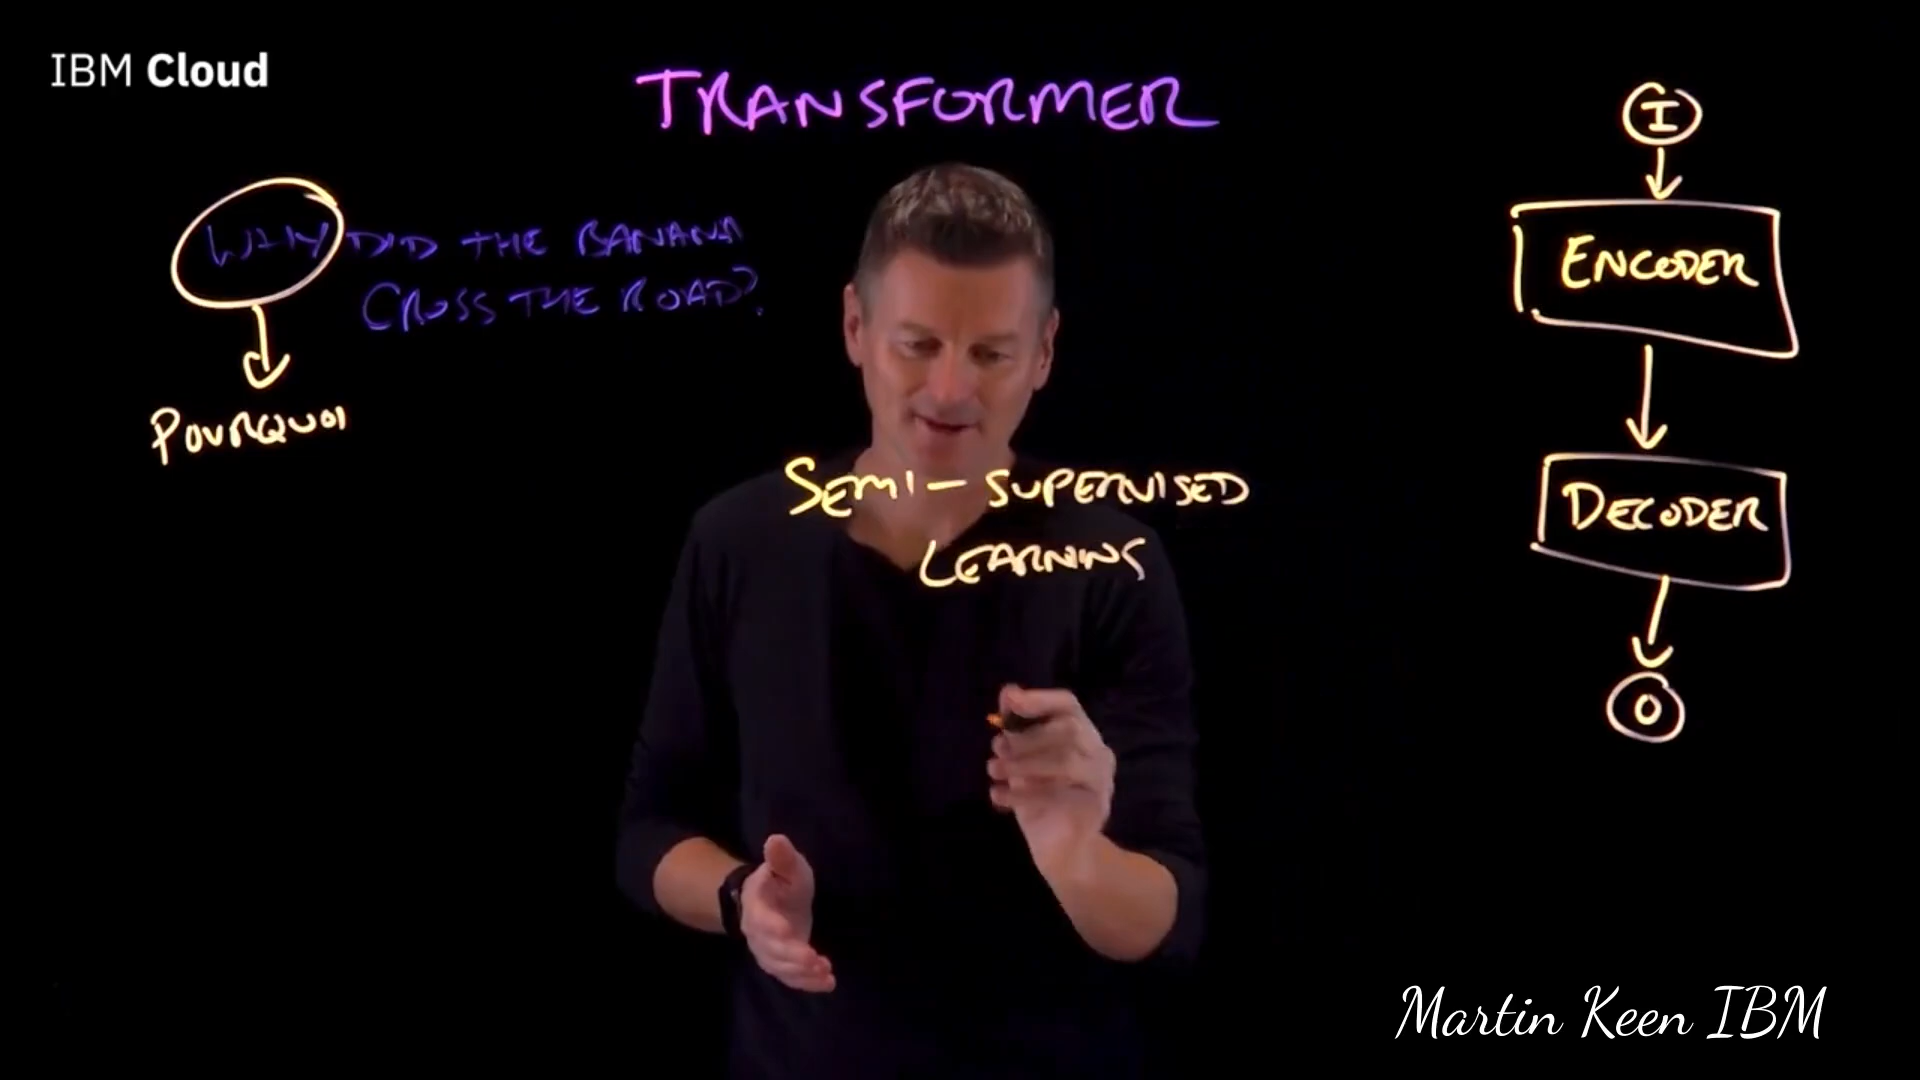 IBM Cloud
TRANSFORMER
WHY DID THE BANANA
CROSS THE ROAD?
POURQUOI
SEMI-SUPERVISED
LEARNING
I
ENCODER
DECODER
O
Martin Keen IBM